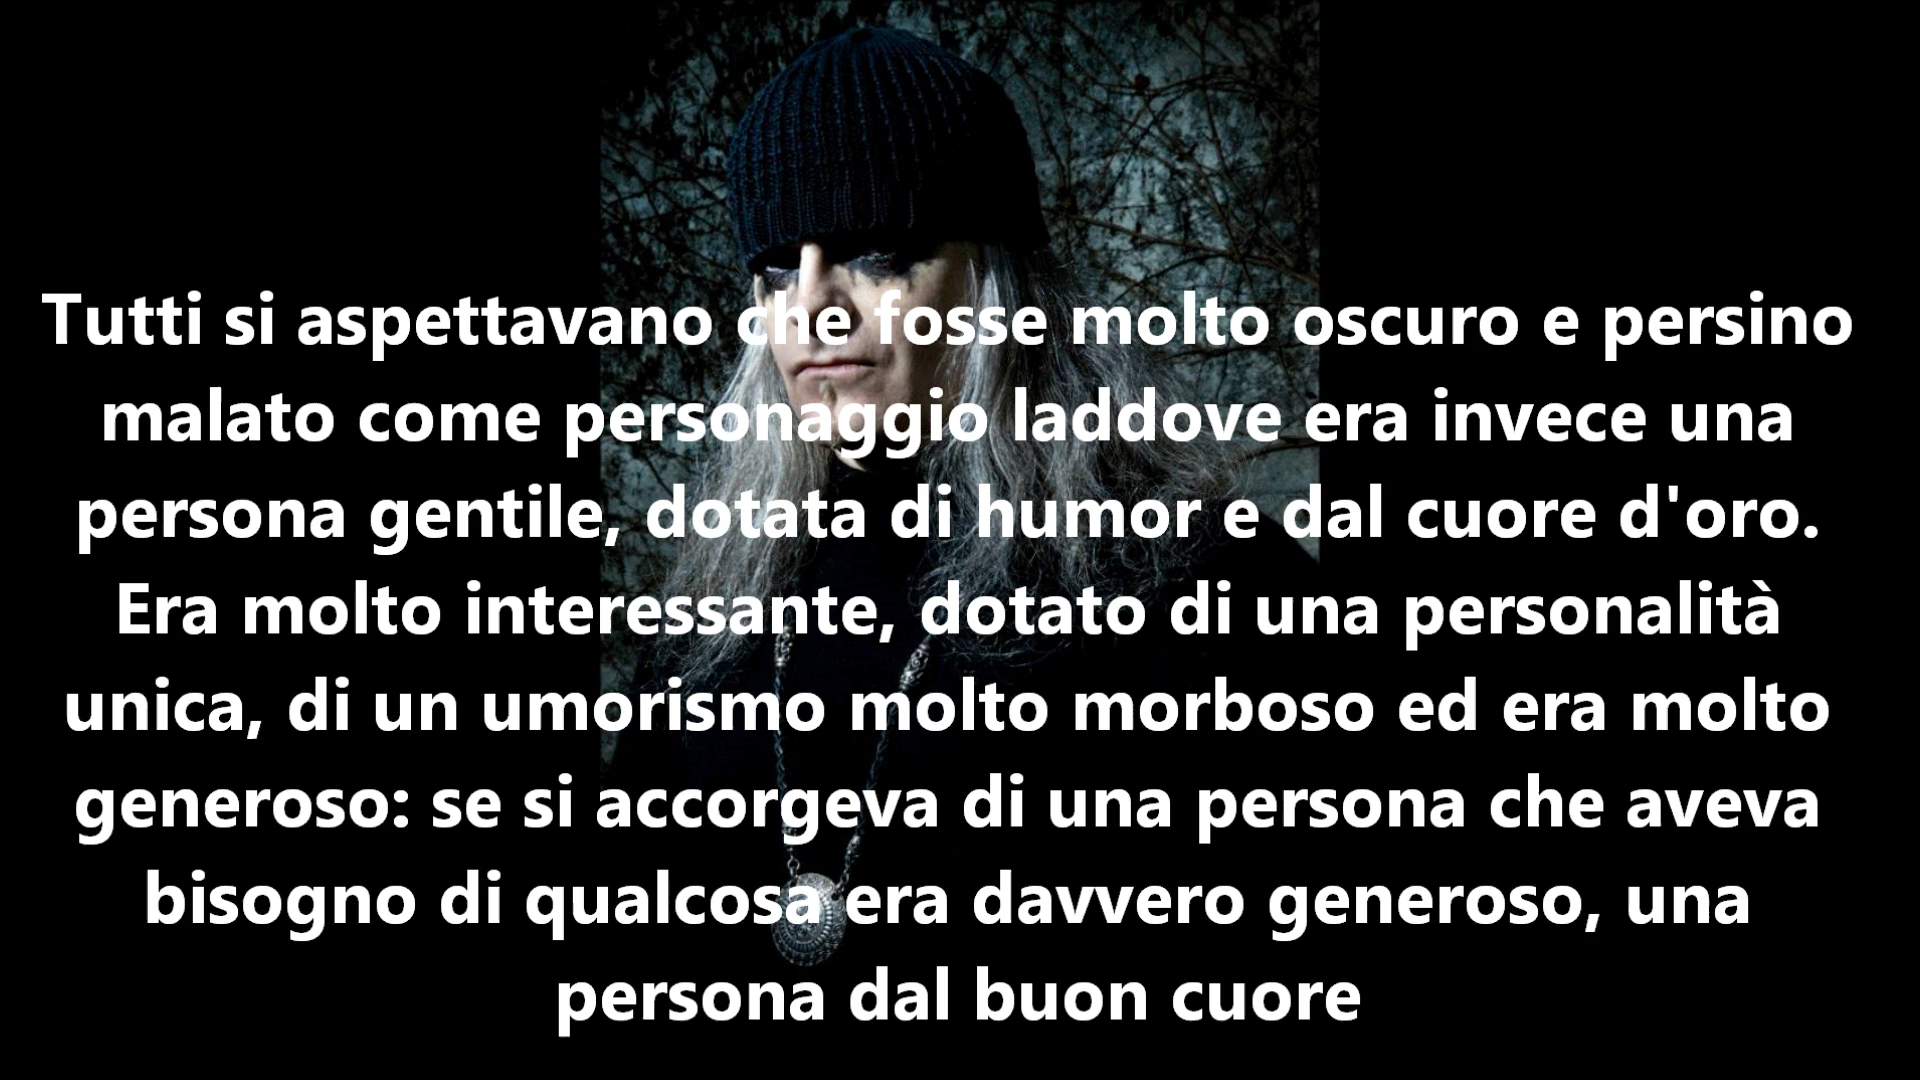 Tutti si aspettavano che fosse molto oscuro e persino
malato come personaggio laddove era invece una
persona gentile, dotata di humor e dal cuore d'oro.
Era molto interessante, dotato di una personalità
unica, di un umorismo molto morboso ed era molto
generoso: se si accorgeva di una persona che aveva
bisogno di qualcosa era davvero generoso, una
persona dal buon cuore